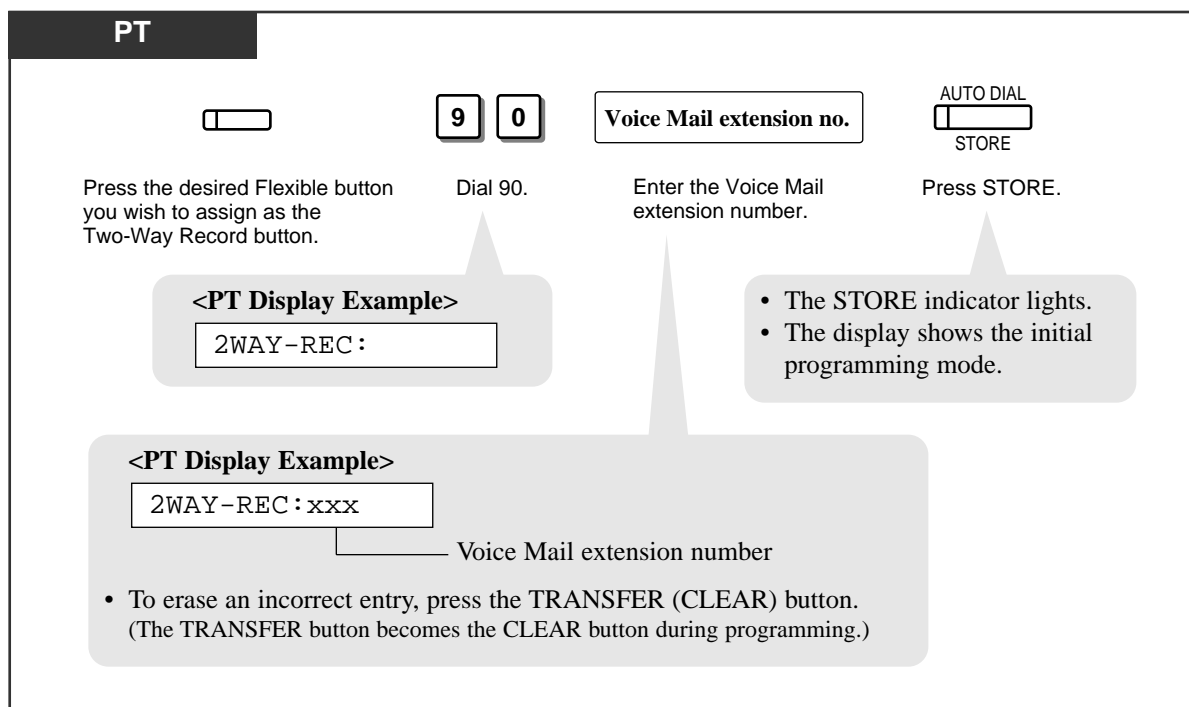 PT
9 0
Voice Mail extension no.
AUTO DIAL
STORE
Press the desired Flexible button
you wish to assign as the
Two-Way Record button.
Dial 90.
Enter the Voice Mail
extension number.
Press STORE.
<PT Display Example>
2WAY-REC:
• The STORE indicator lights.
• The display shows the initial
programming mode.
<PT Display Example>
2WAY-REC:xxx
Voice Mail extension number
• To erase an incorrect entry, press the TRANSFER (CLEAR) button.
(The TRANSFER button becomes the CLEAR button during programming.)